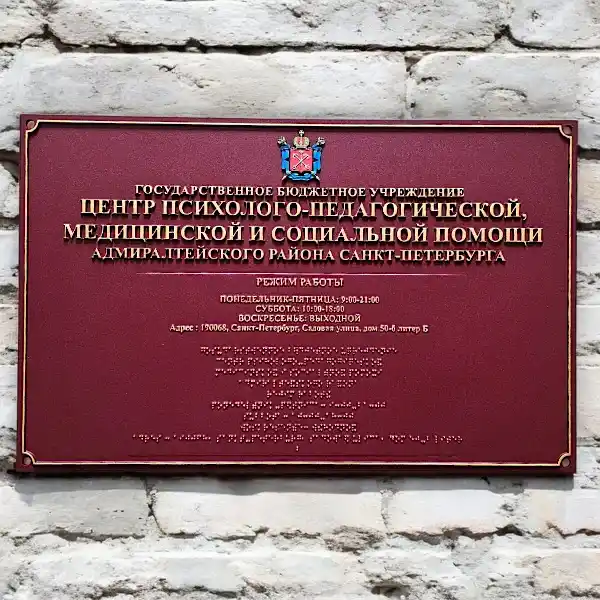 ГОСУДАРСТВЕННОЕ БЮДЖЕТНОЕ УЧРЕЖДЕНИЕ
ЦЕНТР ПСИХОЛОГО-ПЕДАГОГИЧЕСКОЙ,
МЕДИЦИНСКОЙ И СОЦИАЛЬНОЙ ПОМОЩИ
АДМИРАЛТЕЙСКОГО РАЙОНА САНКТ-ПЕТЕРБУРГА
РЕЖИМ РАБОТЫ
ПОНЕДЕЛЬНИК-ПЯТНИЦА: 9:00-21:00
СУББОТА: 10:00-18:00
ВОСКРЕСЕНЬЕ: ВЫХОДНОЙ
Адрес : 190068, Санкт-Петербург, Садовая улица, дом 50-б литер Б